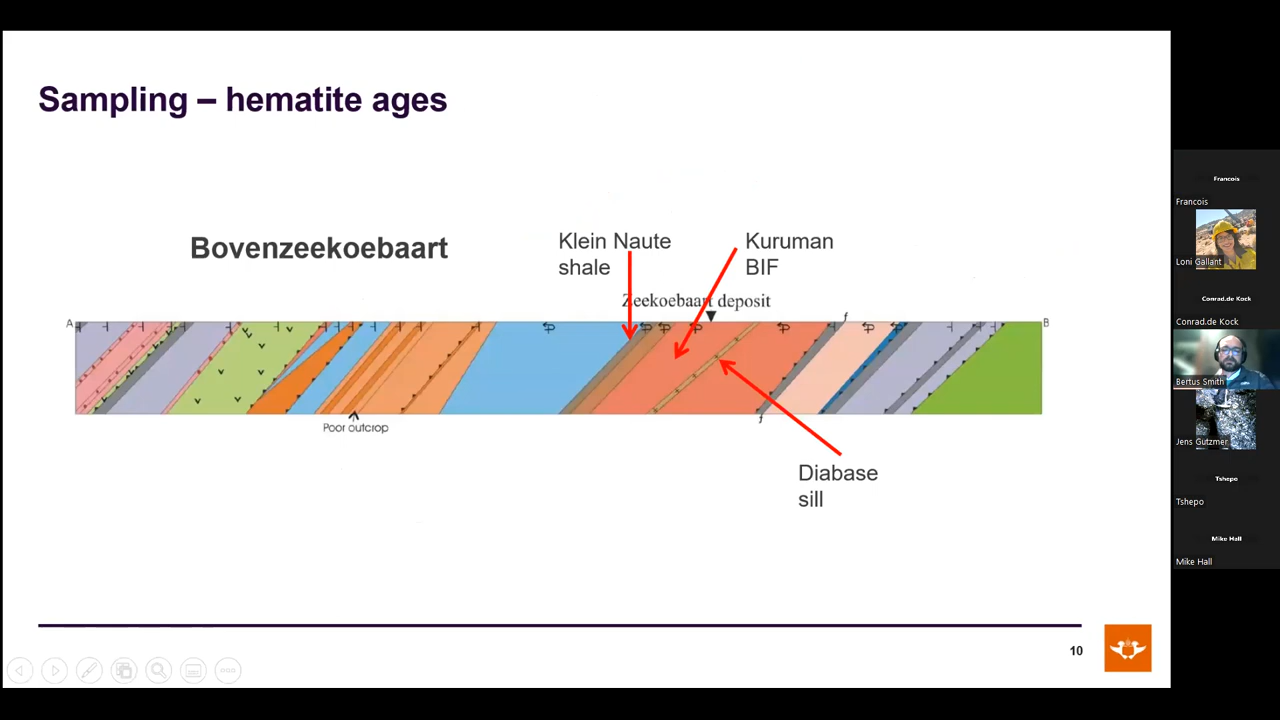 Sampling – hematite ages
Bovenzeekoebaart
Klein Naute
shale
Kuruman
BIF
Zeekoebaart deposit
A
f
B
Poor outcrop
f
Diabase
sill
10
Francois
Francois
Loni Gallant
Conrad.de Kock
Conrad.de Kock
Bertus Smith
Jens Gutzmer
Tshepo
Tshepo
Mike Hall
Mike Hall